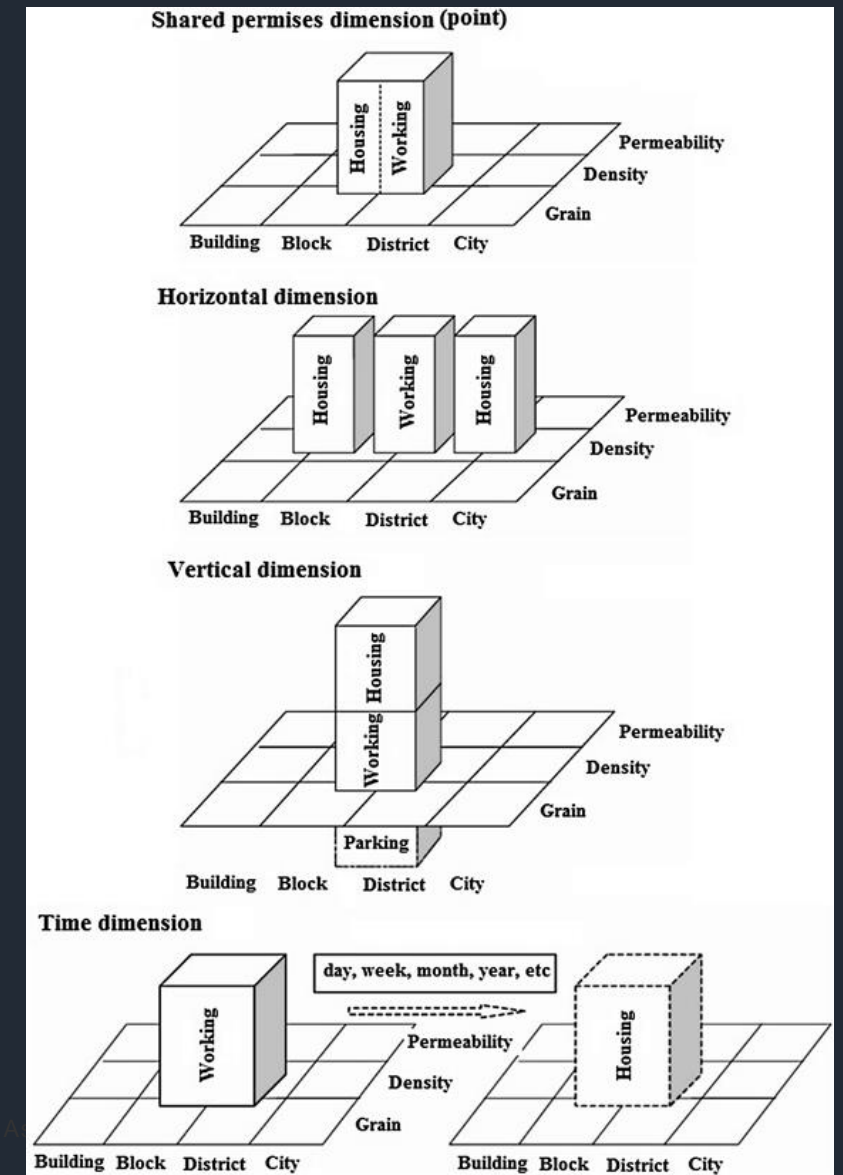 Shared permises dimension (point)
Housing
Working
Permeability
Density
Grain
Building Block District City
Horizontal dimension
Housing
Working
Housing
Permeability
Density
Grain
Building Block District City
Vertical dimension
Housing
Working
Permeability
Density
Grain
Parking
Building Block District City
Time dimension
day, week, month, year, etc
Working
Housing
Permeability
Density
Grain
Building Block District City
Building Block District City